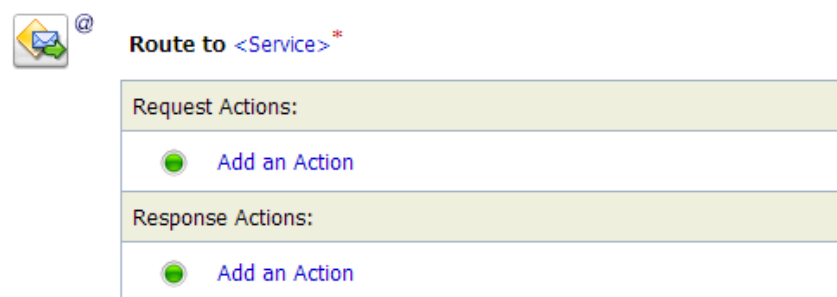 @
Route to <Service>*
Request Actions:
Add an Action
Response Actions:
Add an Action